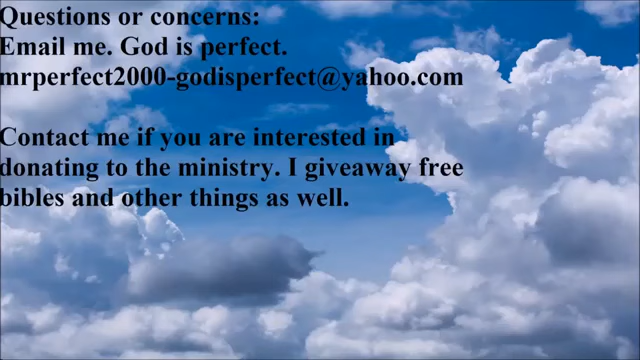 Questions or concerns:
Email me. God is perfect.
mrperfect2000-godisperfect@yahoo.com
Contact me if you are interested in
donating to the ministry. I giveaway free
bibles and other things as well.